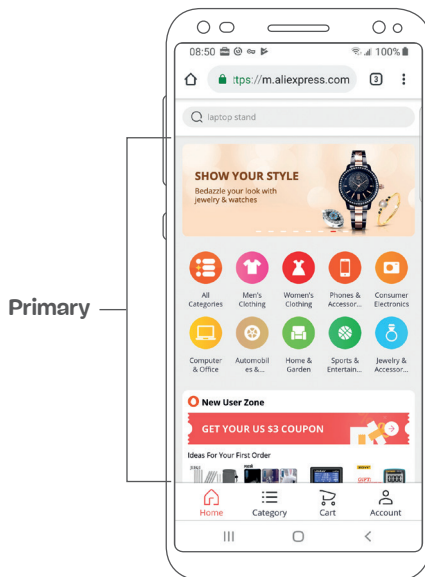 08:50 100%
ttps://m.aliexpress.com 3
laptop stand
SHOW YOUR STYLE
Bedazzle your look with
jewelry & watches
All
Categories
Men's
Clothing
Women's
Clothing
Phones &
Accessor...
Consumer
Electronics
Primary
Computer
& Office
Automobil
es &...
Home &
Garden
Sports &
Entertain...
Jewelry &
Accessor...
New User Zone
GET YOUR US $3 COUPON
Ideas For Your First Order
Home Category Cart Account